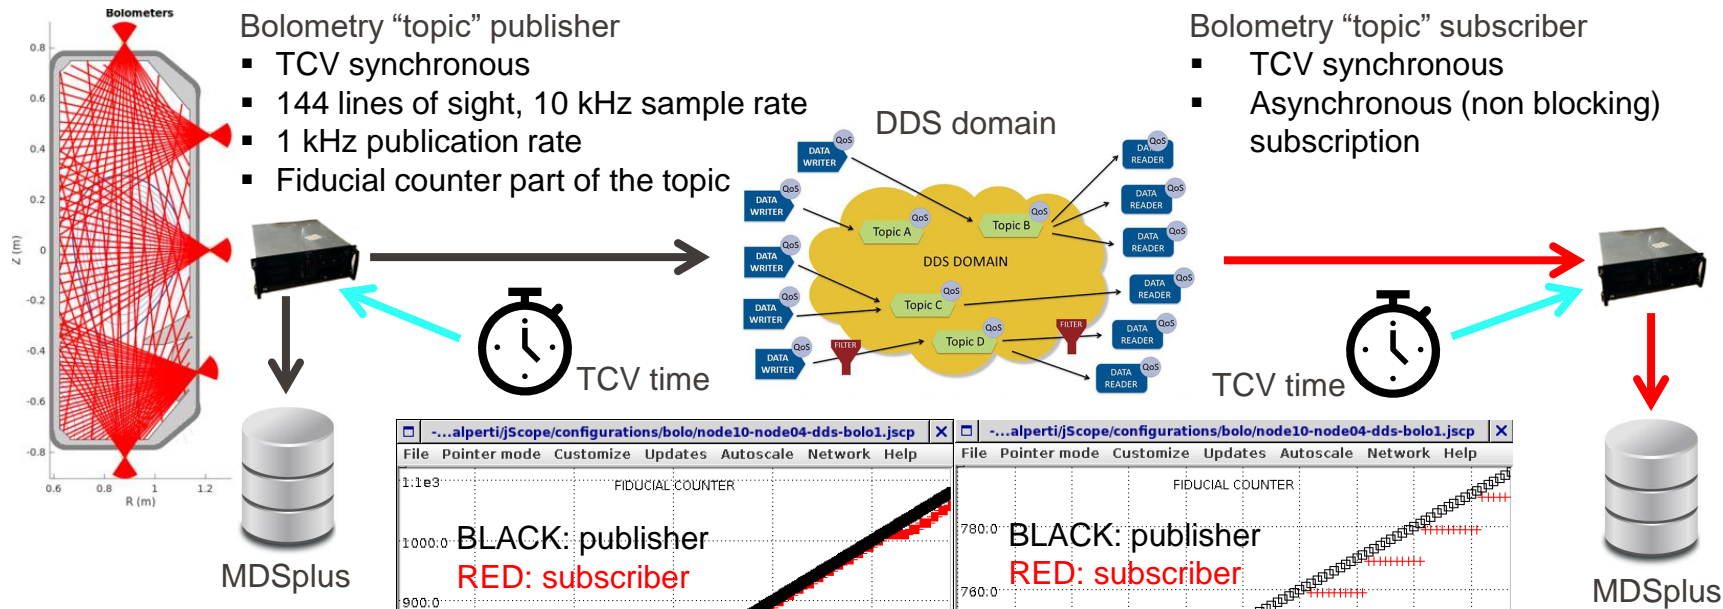 Bolometers
0.8
0.6
0.4
0.2
0
-0.2
-0.4
-0.6
-0.8
Z (m)
0.6 0.8 1 1.2
R (m)
Bolometry “topic” publisher
▪ TCV synchronous
▪ 144 lines of sight, 10 kHz sample rate
▪ 1 kHz publication rate
▪ Fiducial counter part of the topic
TCV time
MDSplus
DDS domain
DATA WRITER QoS
DATA WRITER QoS
DATA WRITER QoS
DATA WRITER QoS
DATA WRITER QoS
FILTER
Topic A QoS
Topic B QoS
DDS DOMAIN
Topic C QoS
Topic D QoS
FILTER
DATA READER QoS
DATA READER QoS
DATA READER QoS
DATA READER QoS
DATA READER QoS
DATA READER QoS
Bolometry “topic” subscriber
▪ TCV synchronous
▪ Asynchronous (non blocking)
subscription
TCV time
MDSplus
-...alperti/jScope/configurations/bolo/node10-node04-dds-bolo1.jscp X
File Pointer mode Customize Updates Autoscale Network Help
1.1e3
FIDUCIAL COUNTER
1000.0
BLACK: publisher
RED: subscriber
900.0
-...alperti/jScope/configurations/bolo/node10-node04-dds-bolo1.jscp X
File Pointer mode Customize Updates Autoscale Network Help
FIDUCIAL COUNTER
780.0
BLACK: publisher
RED: subscriber
760.0